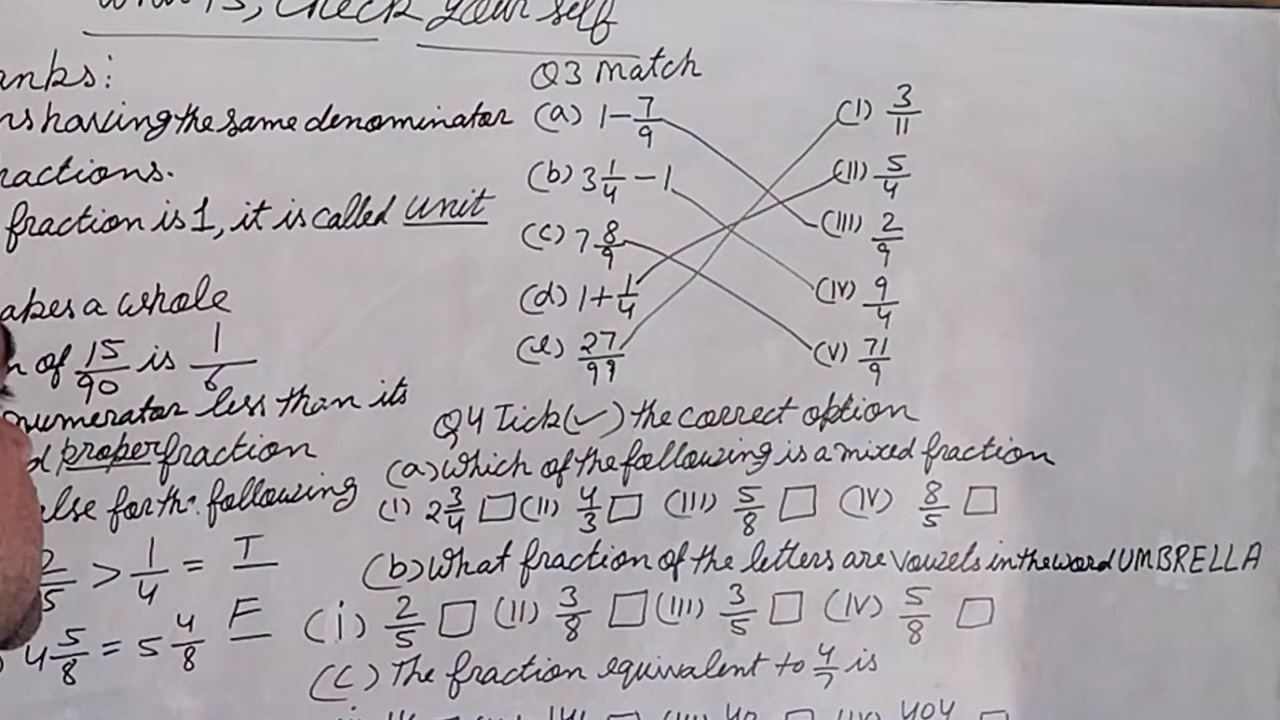 What is, Check your self
anks:
ns having the same denominator
ractions.
fraction is 1, it is called unit
akes a whole
n of 15/90 is 1/6
numerator less than its
d proper fraction
alse for th. following
2/5 > 1/4 = T
4 5/8 = 5 4/8 F
Q3 Match
(a) 1 - 7/9 (I) 3/11
(b) 3 1/4 - 1 (II) 5/4
(c) 7 8/9 (III) 2/9
(d) 1 + 1/4 (IV) 9/4
(e) 27/99 (V) 71/9
Q4 Tick (✓) the correct option
(a) Which of the following is a mixed fraction
(I) 2 3/4 □ (II) 4/3 □ (III) 5/8 □ (IV) 8/5 □
(b) What fraction of the letters are vowels in the word UMBRELLA
(i) 2/5 □ (II) 3/8 □ (III) 3/5 □ (IV) 5/8 □
(C) The fraction equivalent to 4/7 is
404